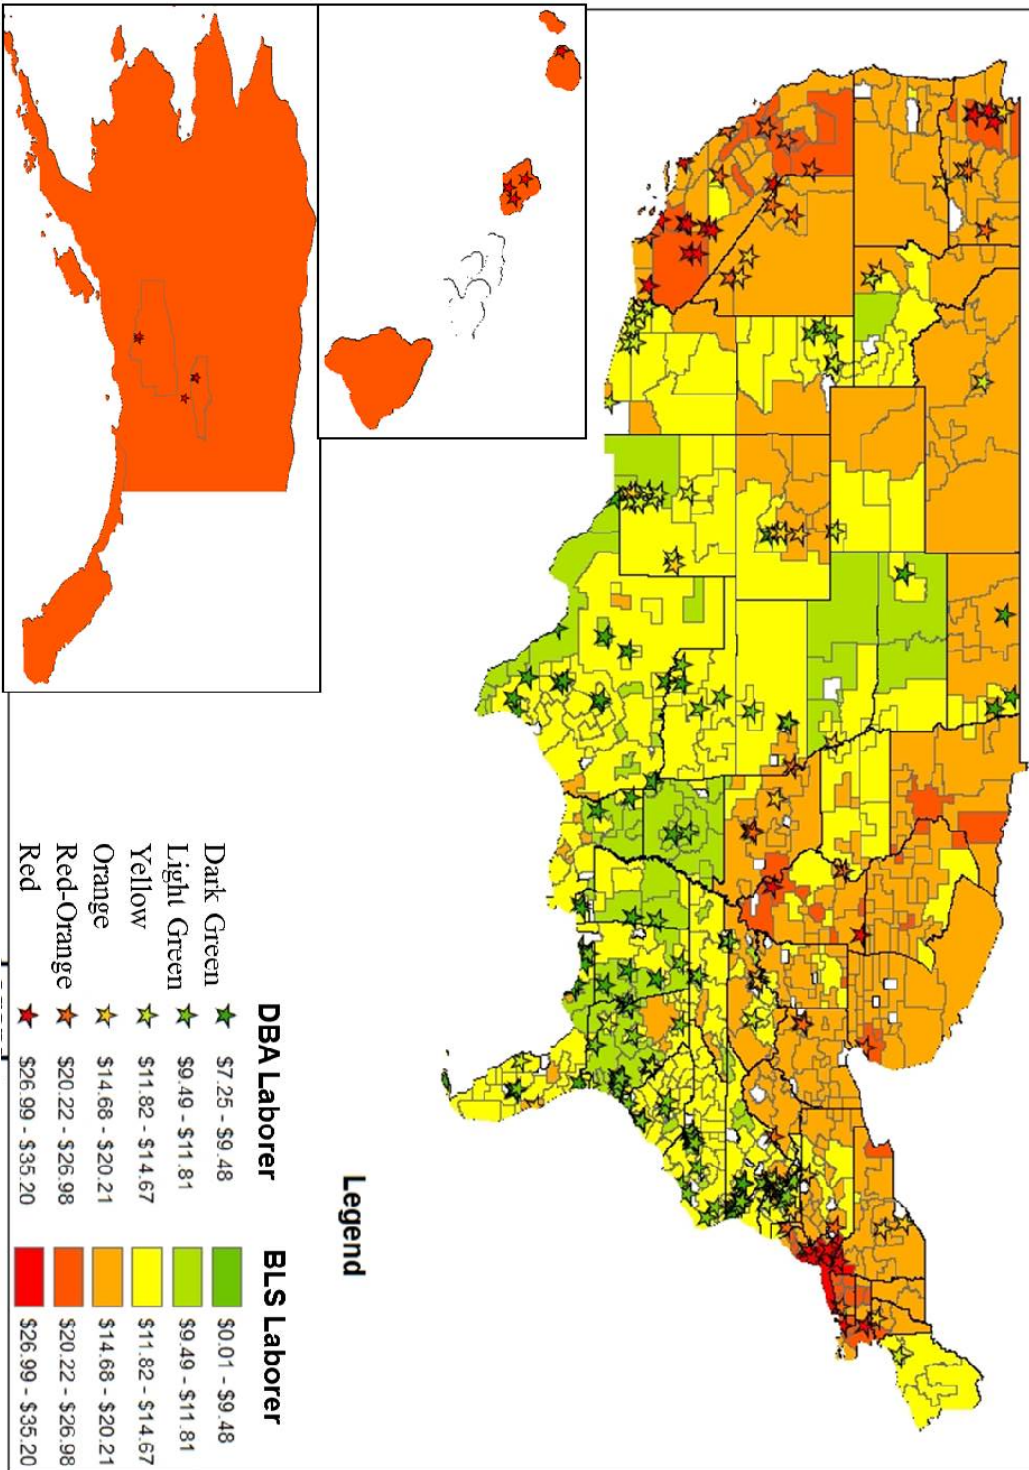 Legend
DBA Laborer BLS Laborer
Dark Green $7.25 - $9.48 $0.01 - $9.48
Light Green $9.49 - $11.81 $9.49 - $11.81
Yellow $11.82 - $14.67 $11.82 - $14.67
Orange $14.68 - $20.21 $14.68 - $20.21
Red-Orange $20.22 - $26.98 $20.22 - $26.98
Red $26.99 - $35.20 $26.99 - $35.20